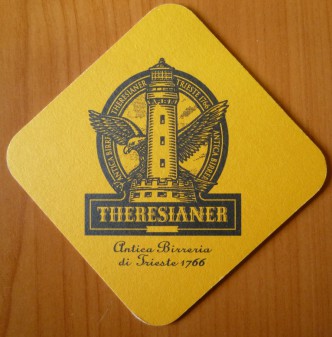 ANTICA BIRRERIA THERESIANER TRIESTE 1766 ANTICA BIRRERIA
THERESIANER
Antica Birreria
di Trieste 1766